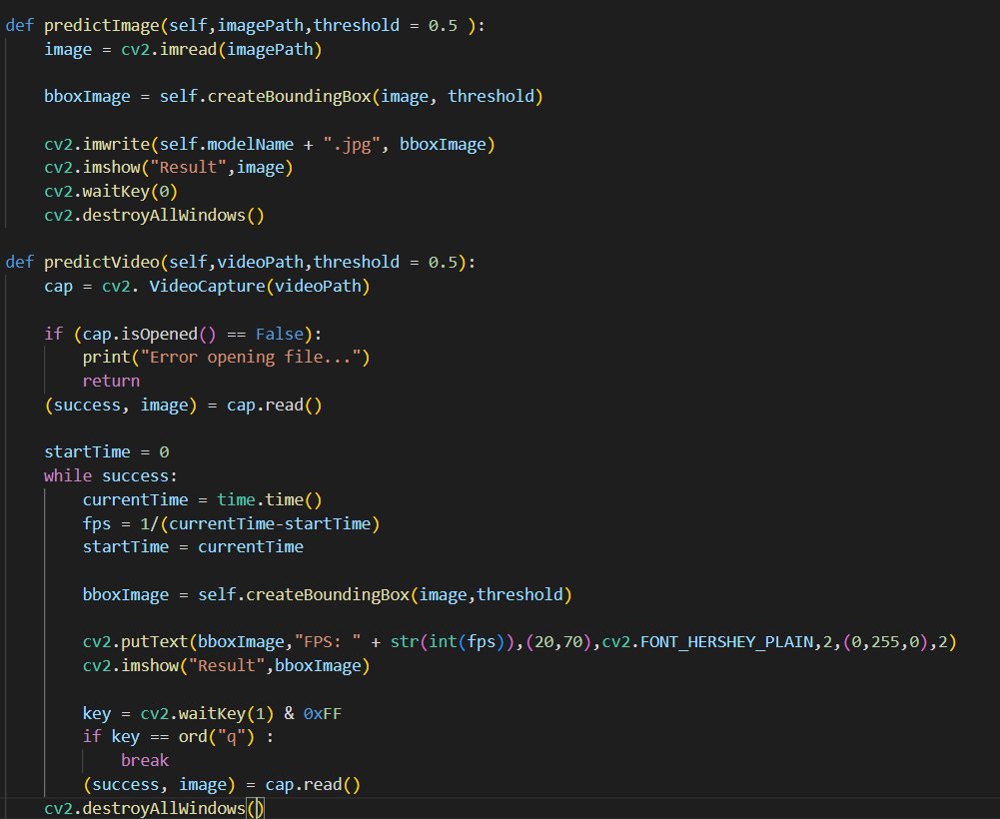 def predictImage(self,imagePath,threshold = 0.5 ):
    image = cv2.imread(imagePath)

    bboxImage = self.createBoundingBox(image, threshold)

    cv2.imwrite(self.modelName + ".jpg", bboxImage)
    cv2.imshow("Result",image)
    cv2.waitKey(0)
    cv2.destroyAllWindows()

def predictVideo(self,videoPath,threshold = 0.5):
    cap = cv2. VideoCapture(videoPath)

    if (cap.isOpened() == False):
        print("Error opening file...")
        return
    (success, image) = cap.read()

    startTime = 0
    while success:
        currentTime = time.time()
        fps = 1/(currentTime-startTime)
        startTime = currentTime

        bboxImage = self.createBoundingBox(image,threshold)

        cv2.putText(bboxImage,"FPS: " + str(int(fps)),(20,70),cv2.FONT_HERSHEY_PLAIN,2,(0,255,0),2)
        cv2.imshow("Result",bboxImage)

        key = cv2.waitKey(1) & 0xFF
        if key == ord("q") :
            break
        (success, image) = cap.read()
    cv2.destroyAllWindows()